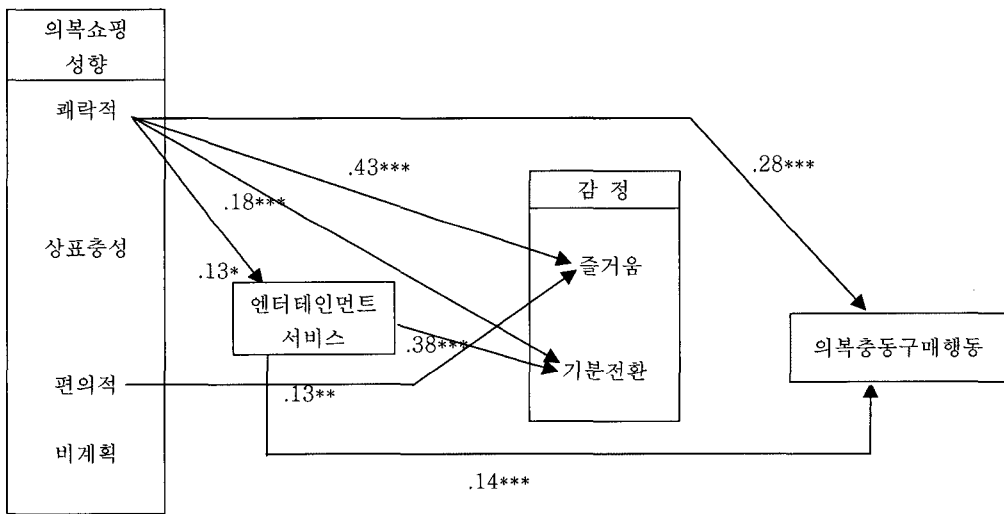 의복쇼핑
성향
쾌락적
.43***
.28***
감 정
.18***
상표충성
즐거움
.13*
엔터테인먼트
서비스
.38***
의복충동구매행동
기분전환
편의적
.13**
비계획
.14***